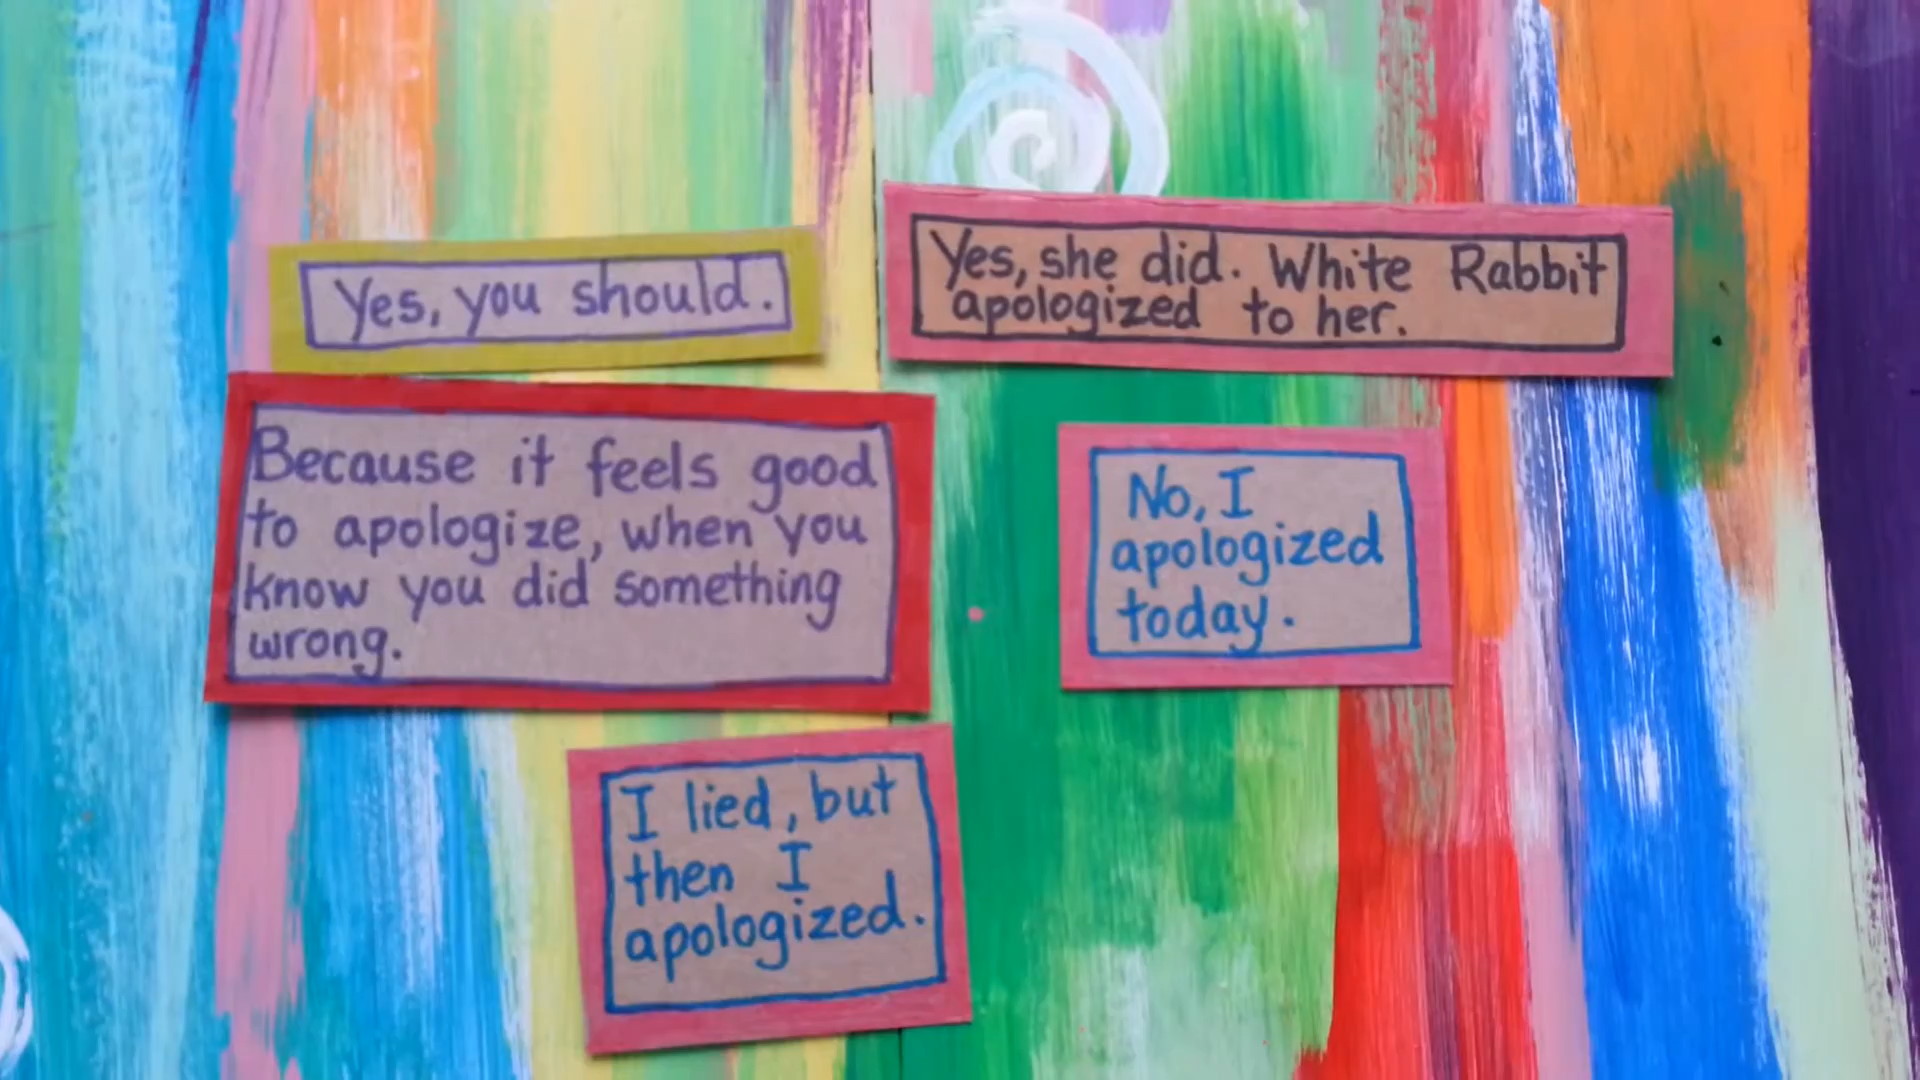 Yes, you should.
Yes, she did. White Rabbit
apologized to her.
Because it feels good
to apologize, when you
know you did something
wrong.
No, I
apologized
today.
I lied, but
then I
apologized.